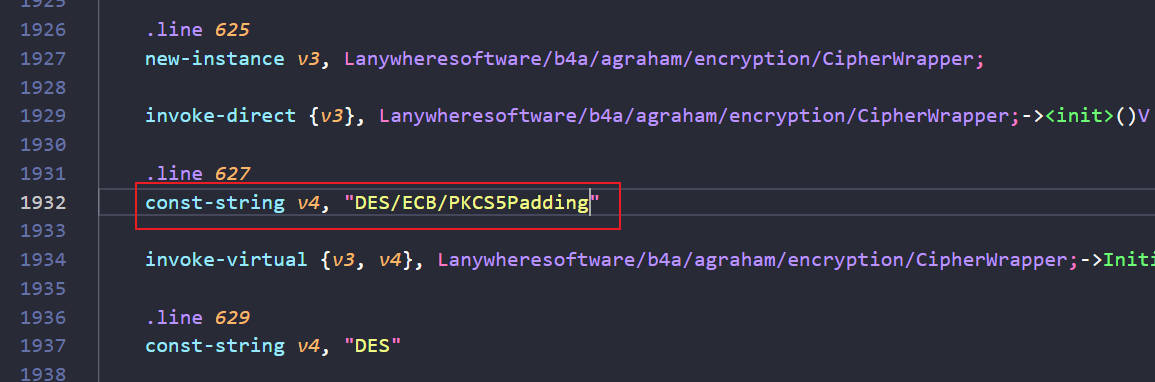 1925
1926 .line 625
1927 new-instance v3, Lanywheresoftware/b4a/agraham/encryption/CipherWrapper;
1928
1929 invoke-direct {v3}, Lanywheresoftware/b4a/agraham/encryption/CipherWrapper;-><init>()V
1930
1931 .line 627
1932 const-string v4, "DES/ECB/PKCS5Padding"
1933
1934 invoke-virtual {v3, v4}, Lanywheresoftware/b4a/agraham/encryption/CipherWrapper;->Initi
1935
1936 .line 629
1937 const-string v4, "DES"
1938